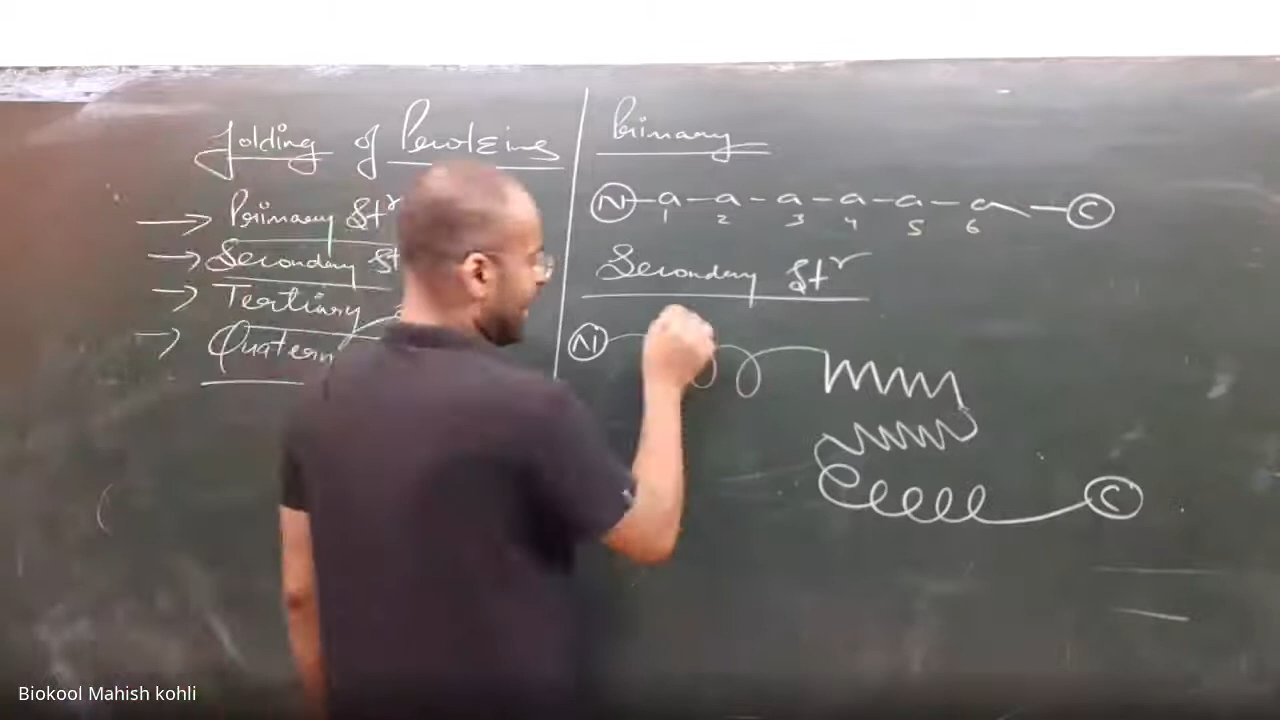 Folding of Proteins
→ Primary Str
→ Secondary St
→ Tertiary
→ Quatern
Primary
N - a - a - a - a - a - a - C
1 2 3 4 5 6
Secondary Str
N
C
Biokool Mahish kohli